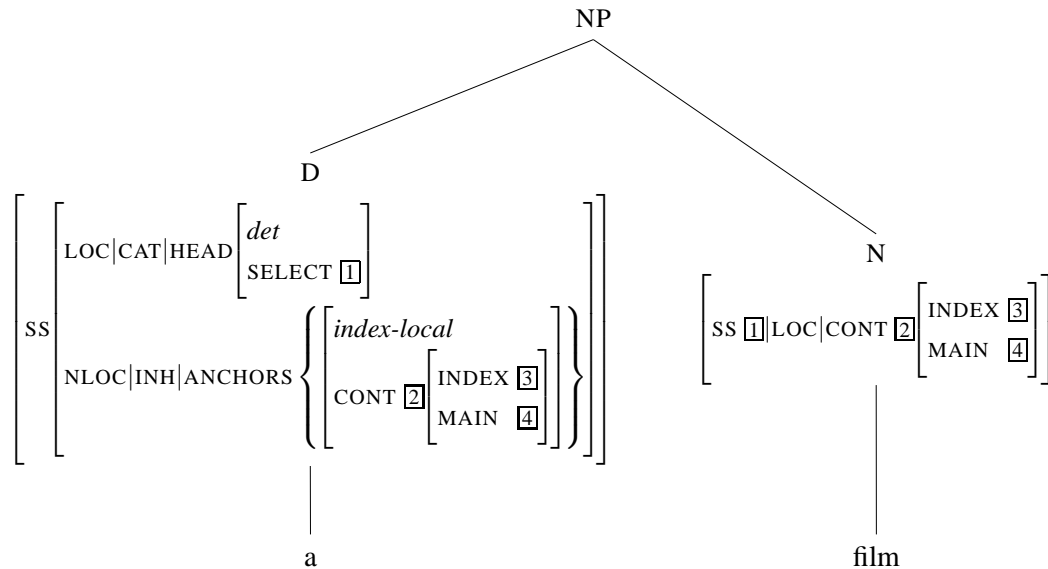 NP
D
SS
LOC|CAT|HEAD
det
SELECT 1
NLOC|INH|ANCHORS
index-local
CONT 2
INDEX 3
MAIN 4
a
N
SS 1|LOC|CONT 2
INDEX 3
MAIN 4
film